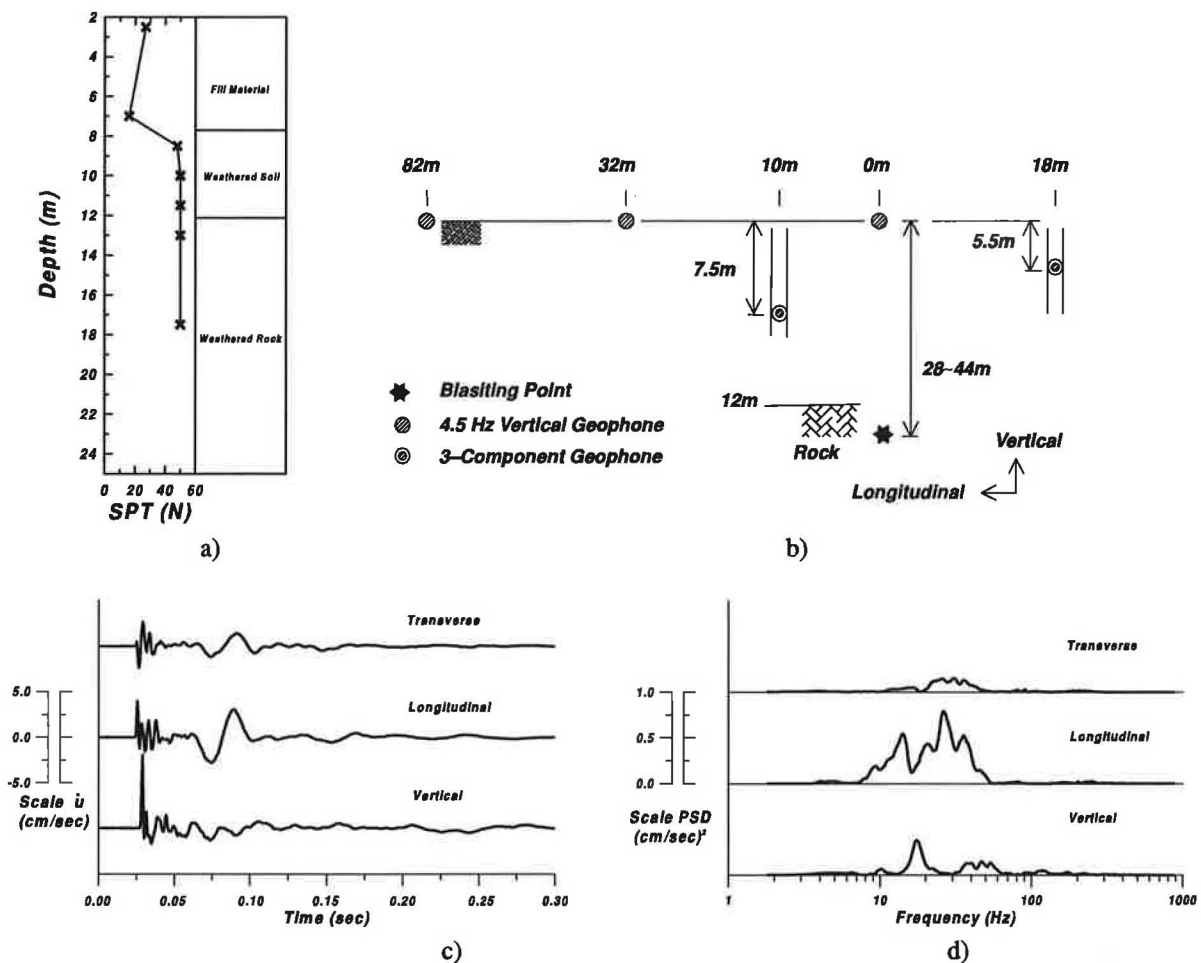 2
4
6
8
10
12
14
16
18
20
22
24
Depth (m)
0 20 40 60
SPT (N)
Fill Material
Weathered Soil
Weathered Rock
a)
82m 32m 10m 0m 18m
7.5m
5.5m
28~44m
12m
Rock
Blasiting Point
4.5 Hz Vertical Geophone
3-Component Geophone
Vertical
Longitudinal
b)
Transverse
Longitudinal
Vertical
5.0
0.0
-5.0
Scale u̇
(cm/sec)
0.00 0.05 0.10 0.15 0.20 0.25 0.30
Time (sec)
c)
Transverse
Longitudinal
Vertical
1.0
0.5
0.0
Scale PSD
(cm/sec)²
1 10 100 1000
Frequency (Hz)
d)